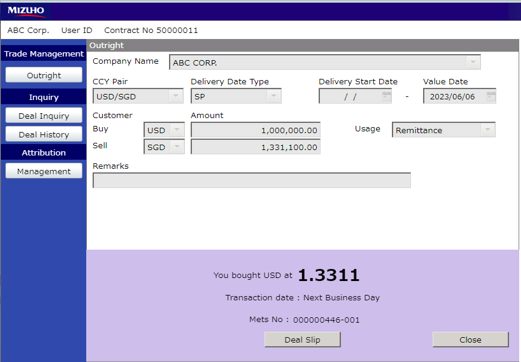 MIZUHO
ABC Corp. User ID Contract No 50000011
Trade Management
Outright
Inquiry
Deal Inquiry
Deal History
Attribution
Management
Outright
Company Name ABC CORP.
CCY Pair Delivery Date Type Delivery Start Date Value Date
USD/SGD SP / / - 2023/06/06
Customer Amount
Buy USD 1,000,000.00 Usage Remittance
Sell SGD 1,331,100.00
Remarks
You bought USD at 1.3311
Transaction date : Next Business Day
Mets No : 000000446-001
Deal Slip Close